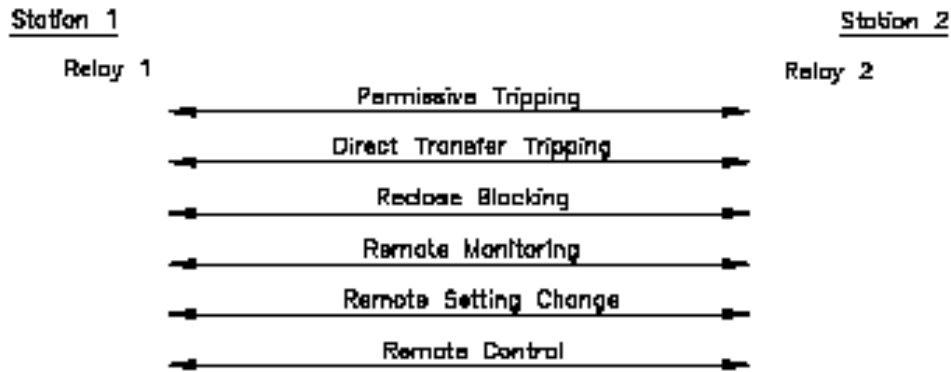 Station 1
Station 2
Relay 1
Relay 2
Permissive Tripping
Direct Transfer Tripping
Reclose Blocking
Remote Monitoring
Remote Setting Change
Remote Control